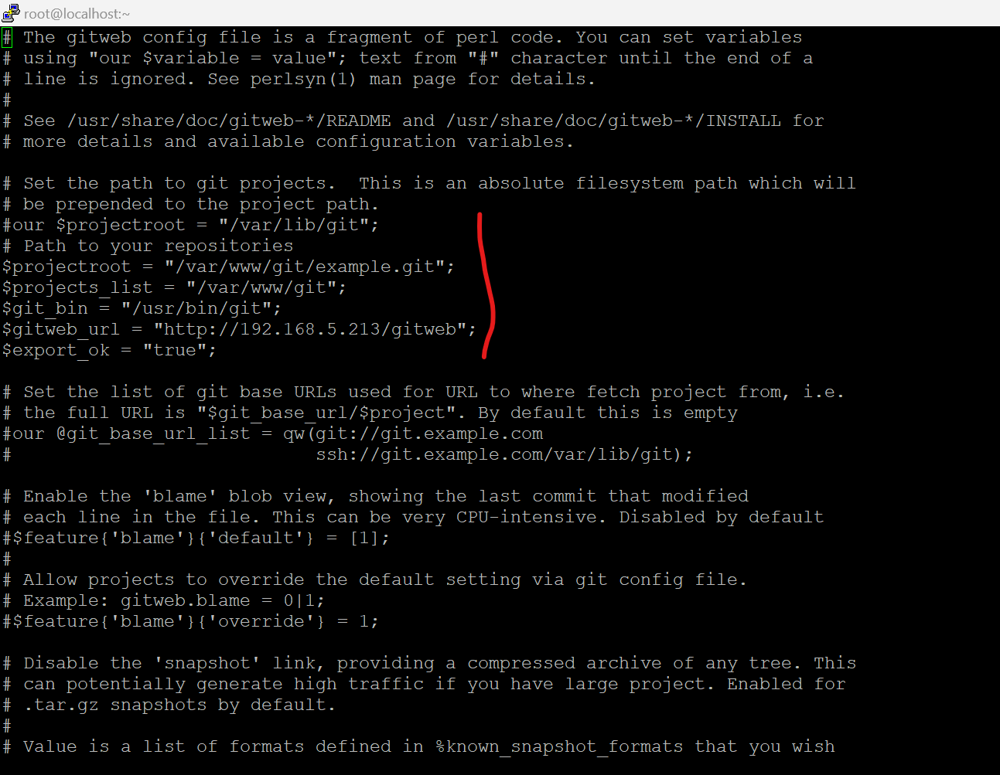 root@localhost:~
# The gitweb config file is a fragment of perl code. You can set variables
# using "our $variable = value"; text from "#" character until the end of a
# line is ignored. See perlsyn(1) man page for details.
#
# See /usr/share/doc/gitweb-*/README and /usr/share/doc/gitweb-*/INSTALL for
# more details and available configuration variables.
# Set the path to git projects.  This is an absolute filesystem path which will
# be prepended to the project path.
#our $projectroot = "/var/lib/git";
# Path to your repositories
$projectroot = "/var/www/git/example.git";
$projects_list = "/var/www/git";
$git_bin = "/usr/bin/git";
$gitweb_url = "http://192.168.5.213/gitweb";
$export_ok = "true";
# Set the list of git base URLs used for URL to where fetch project from, i.e.
# the full URL is "$git_base_url/$project". By default this is empty
#our @git_base_url_list = qw(git://git.example.com
#                            ssh://git.example.com/var/lib/git);
# Enable the 'blame' blob view, showing the last commit that modified
# each line in the file. This can be very CPU-intensive. Disabled by default
#$feature{'blame'}{'default'} = [1];
#
# Allow projects to override the default setting via git config file.
# Example: gitweb.blame = 0|1;
#$feature{'blame'}{'override'} = 1;
# Disable the 'snapshot' link, providing a compressed archive of any tree. This
# can potentially generate high traffic if you have large project. Enabled for
# .tar.gz snapshots by default.
#
# Value is a list of formats defined in %known_snapshot_formats that you wish